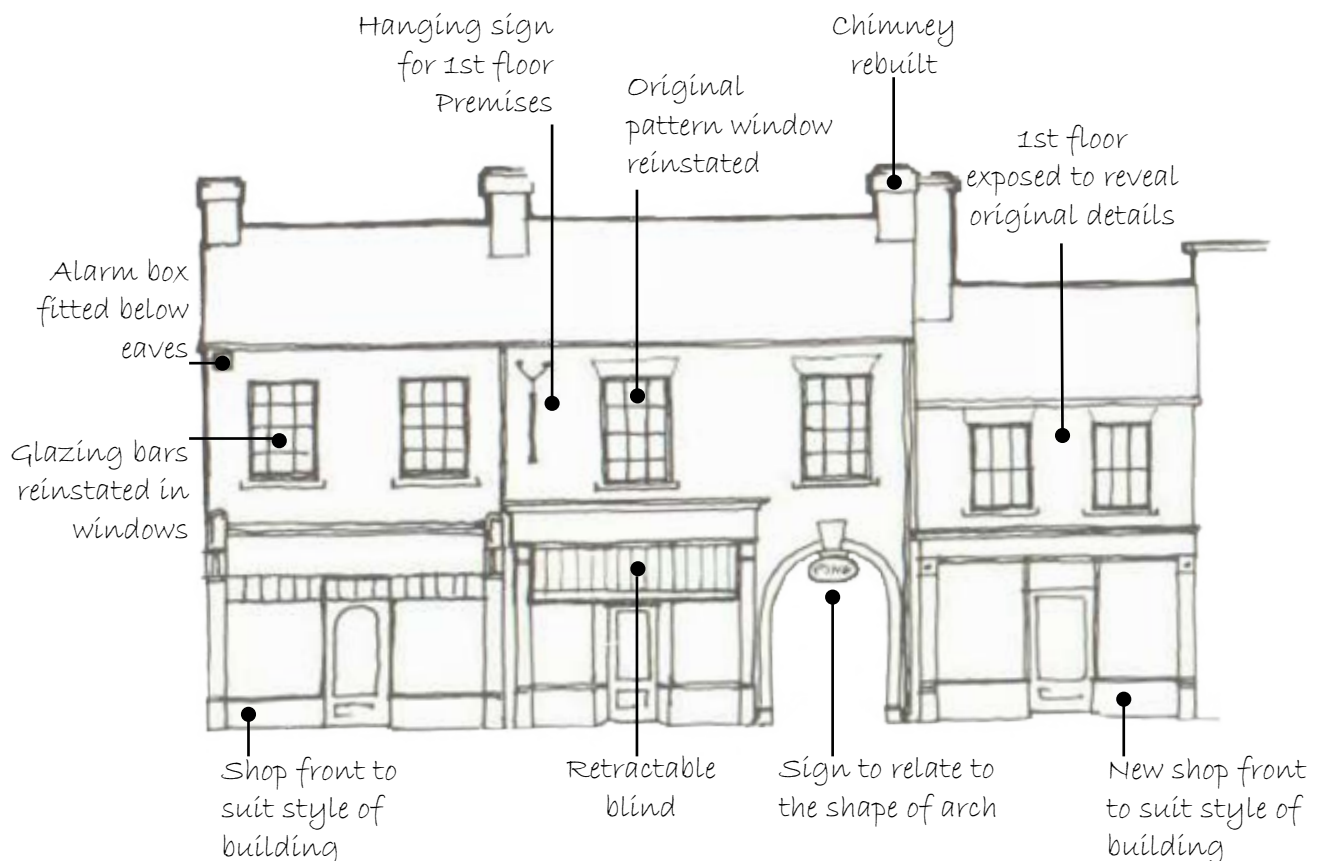 Hanging sign
for 1st floor
Premises
Chimney
rebuilt
Original
pattern window
reinstated
1st floor
exposed to reveal
original details
Alarm box
fitted below
eaves
Glazing bars
reinstated in
windows
Shop front to
suit style of
building
Retractable
blind
Sign to relate to
the shape of arch
New shop front
to suit style of
building